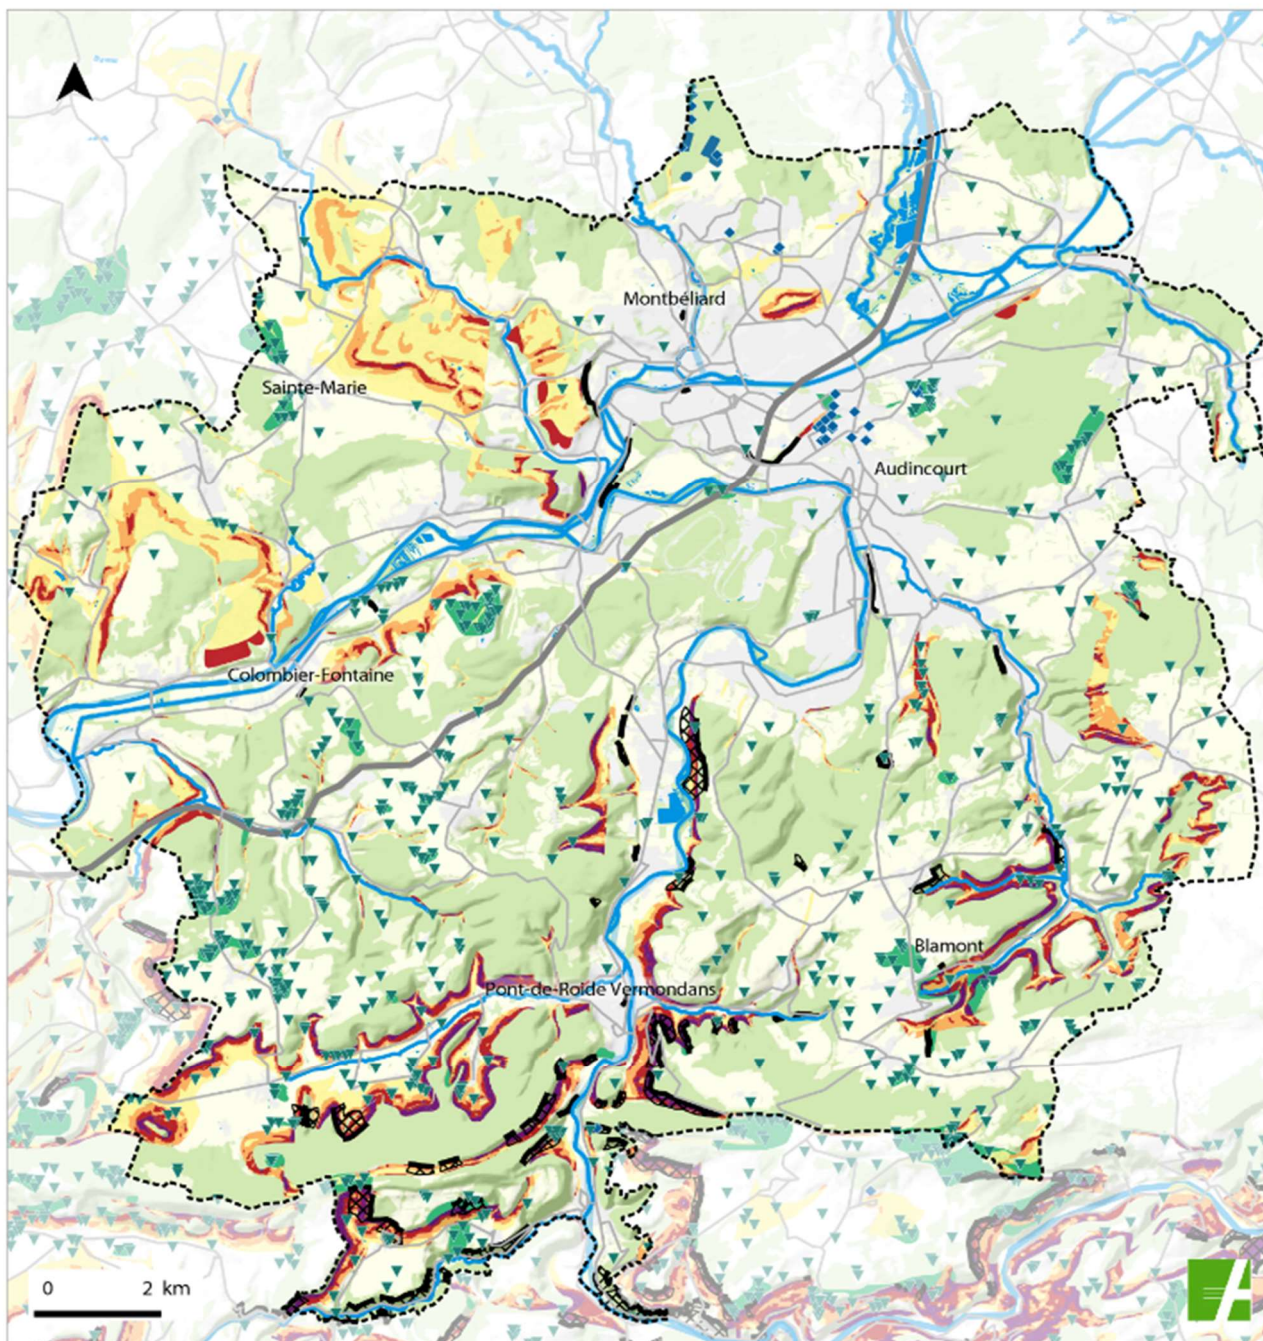 Montbéliard
Sainte-Marie
Audincourt
Colombier-Fontaine
Blamont
Pont-de-Roide Vermondans
0 2 km